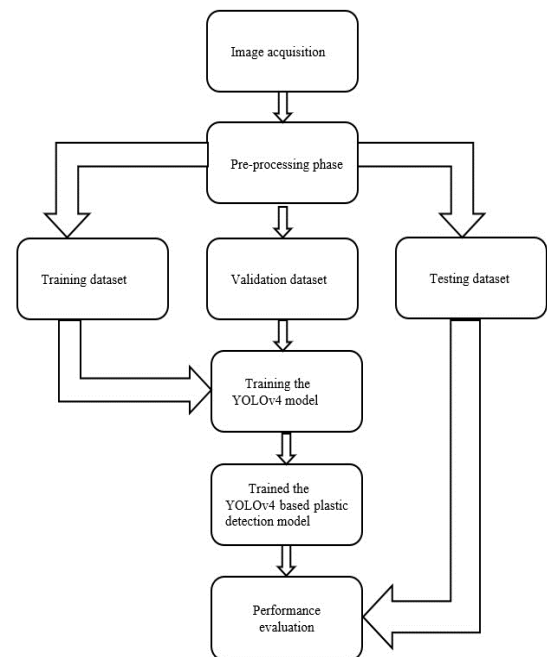 Image acquisition
Pre-processing phase
Training dataset
Validation dataset
Testing dataset
Training the
YOLOv4 model
Trained the
YOLOv4 based plastic
detection model
Performance
evaluation